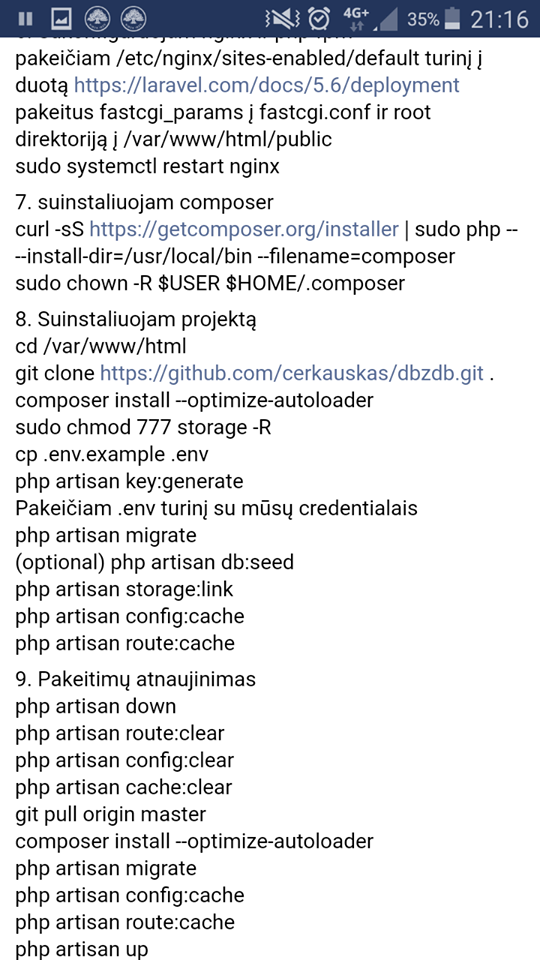 4G+ 35% 21:16
pakeičiam /etc/nginx/sites-enabled/default turinį į
duotą https://laravel.com/docs/5.6/deployment
pakeitus fastcgi_params į fastcgi.conf ir root
direktoriją į /var/www/html/public
sudo systemctl restart nginx
7. suinstaliuojam composer
curl -sS https://getcomposer.org/installer | sudo php --
--install-dir=/usr/local/bin --filename=composer
sudo chown -R $USER $HOME/.composer
8. Suinstaliuojam projektą
cd /var/www/html
git clone https://github.com/cerkauskas/dbzdb.git .
composer install --optimize-autoloader
sudo chmod 777 storage -R
cp .env.example .env
php artisan key:generate
Pakeičiam .env turinį su mūsų credentialais
php artisan migrate
(optional) php artisan db:seed
php artisan storage:link
php artisan config:cache
php artisan route:cache
9. Pakeitimų atnaujinimas
php artisan down
php artisan route:clear
php artisan config:clear
php artisan cache:clear
git pull origin master
composer install --optimize-autoloader
php artisan migrate
php artisan config:cache
php artisan route:cache
php artisan up